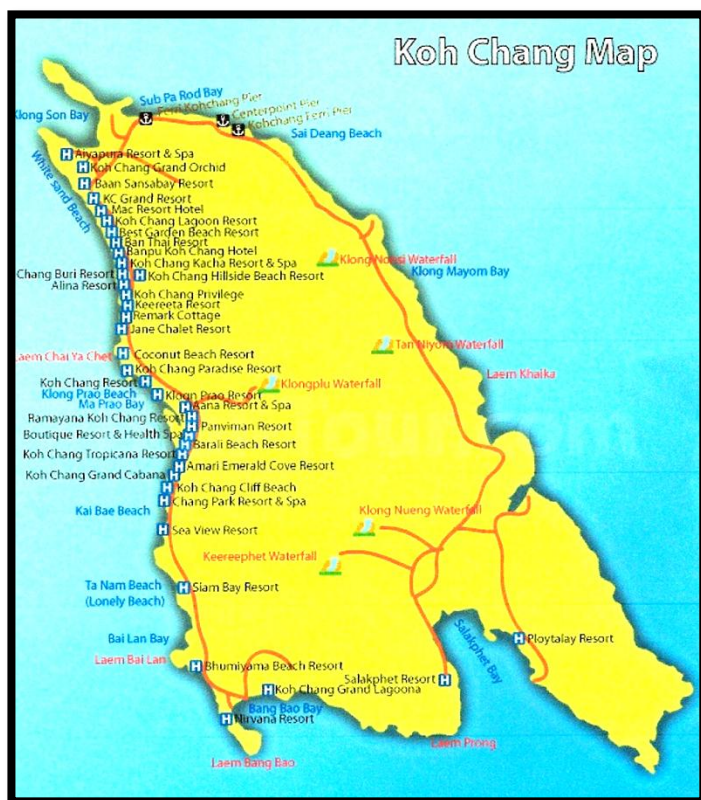 Koh Chang Map
Sub Pa Rod Bay
Ferri Kohchang Pier
Centerpoint Pier
Kohchang Ferri Pier
Klong Son Bay
Sai Deang Beach
Aiyapura Resort & Spa
Koh Chang Grand Orchid
White sand Beach
Baan Sansabay Resort
KC Grand Resort
Mac Resort Hotel
Koh Chang Lagoon Resort
Best Garden Beach Resort
Ban Thai Resort
Banpu Koh Chang Hotel
Klong Nonsi Waterfall
Koh Chang Kacha Resort & Spa
Klong Mayom Bay
Chang Buri Resort
Koh Chang Hillside Beach Resort
Alina Resort
Koh Chang Privilege
Keereeta Resort
Remark Cottage
Jane Chalet Resort
Tan Niyom Waterfall
Laem Chai Ya Chet
Coconut Beach Resort
Koh Chang Paradise Resort
Laem Khaika
Koh Chang Resort
Klongplu Waterfall
Klong Prao Beach
Klong Prao Resort
Ma Prao Bay
Aana Resort & Spa
Ramayana Koh Chang Resort
Panviman Resort
Boutique Resort & Health Spa
Barali Beach Resort
Koh Chang Tropicana Resort
Amari Emerald Cove Resort
Koh Chang Grand Cabana
Koh Chang Cliff Beach
Chang Park Resort & Spa
Kai Bae Beach
Klong Nueng Waterfall
Sea View Resort
Keereephet Waterfall
Ta Nam Beach
(Lonely Beach)
Siam Bay Resort
Bai Lan Bay
Salakphet Bay
Ploytalay Resort
Laem Bai Lan
Bhumiyama Beach Resort
Salakphet Resort
Koh Chang Grand Lagoona
Bang Bao Bay
Nirvana Resort
Laem Prong
Laem Bang Bao